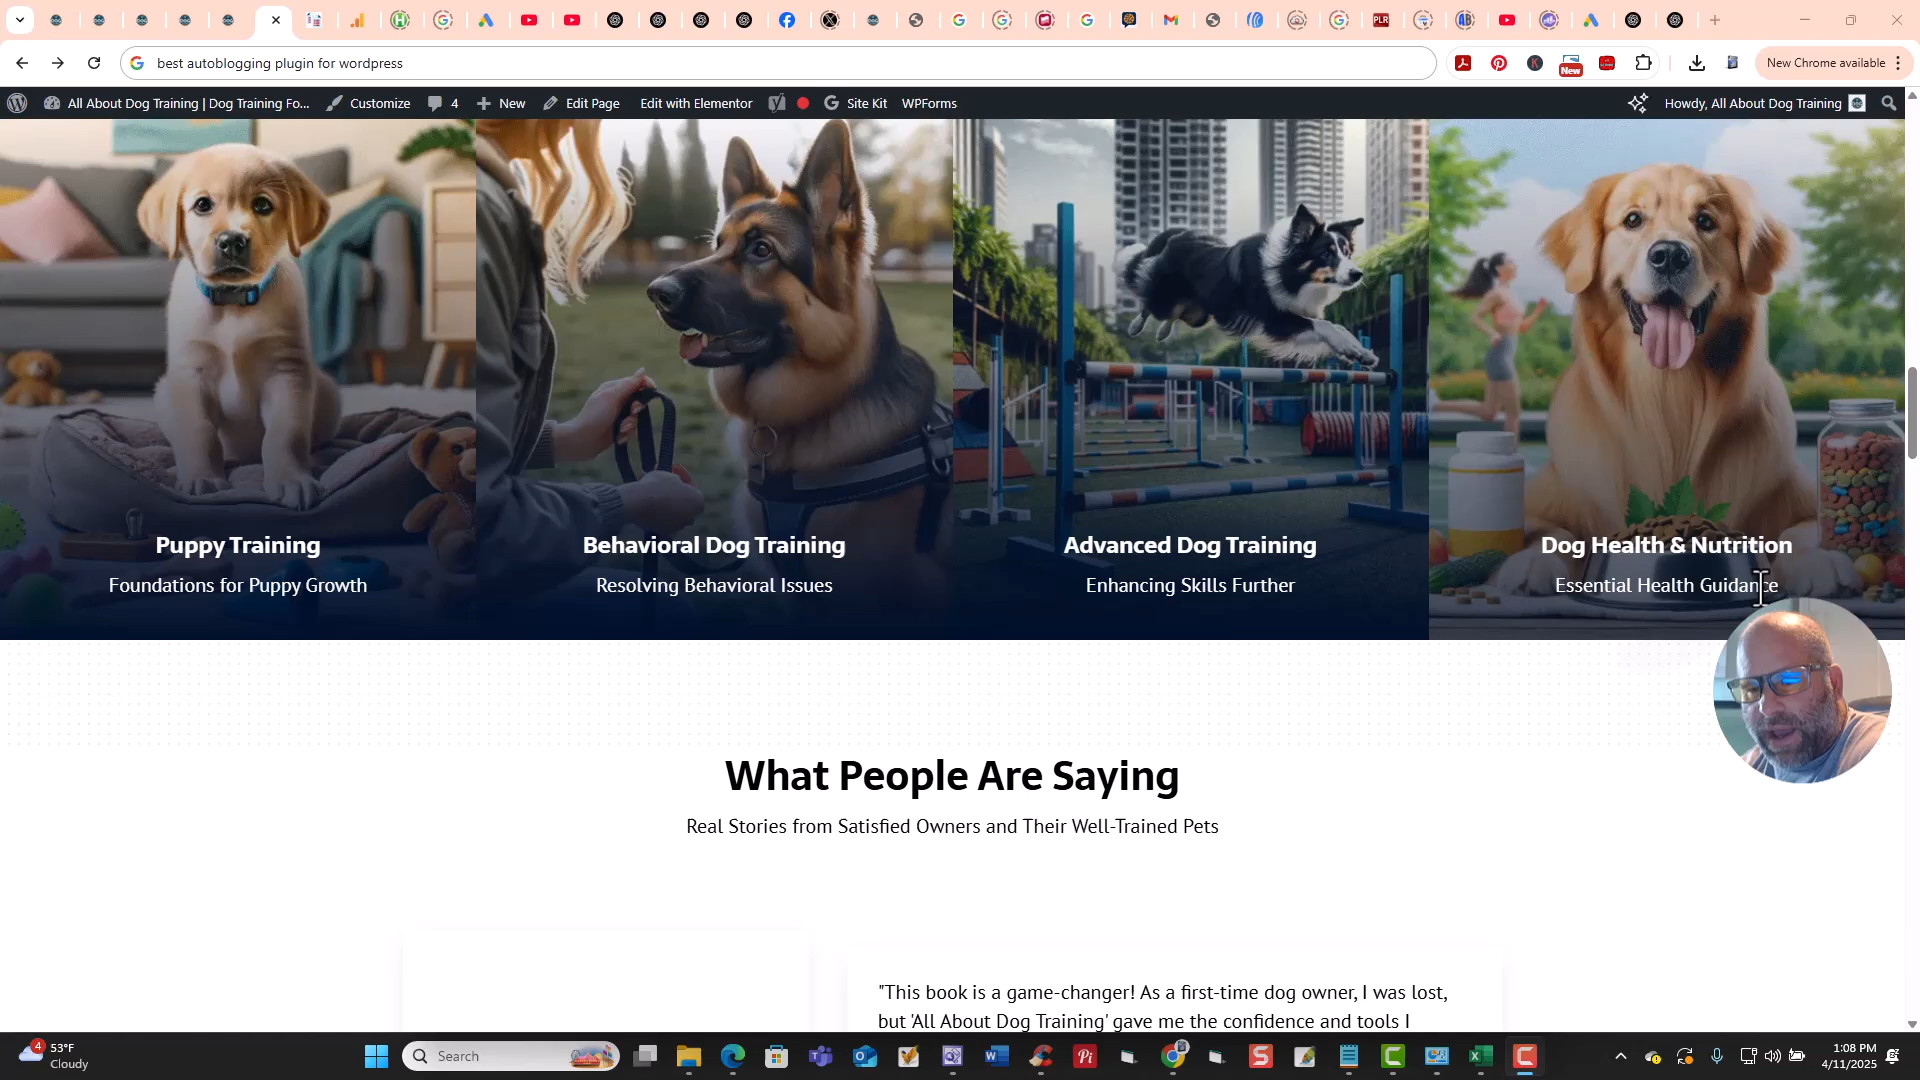 best autoblogging plugin for wordpress
New
New Chrome available
All About Dog Training | Dog Training Fo...
Customize
4
New
Edit Page
Edit with Elementor
Site Kit
WPForms
Howdy, All About Dog Training
Puppy Training
Foundations for Puppy Growth
Behavioral Dog Training
Resolving Behavioral Issues
Advanced Dog Training
Enhancing Skills Further
Dog Health & Nutrition
Essential Health Guidance
What People Are Saying
Real Stories from Satisfied Owners and Their Well-Trained Pets
"This book is a game-changer! As a first-time dog owner, I was lost,
but 'All About Dog Training' gave me the confidence and tools I
4
53°F
Cloudy
Search
1:08 PM
4/11/2025